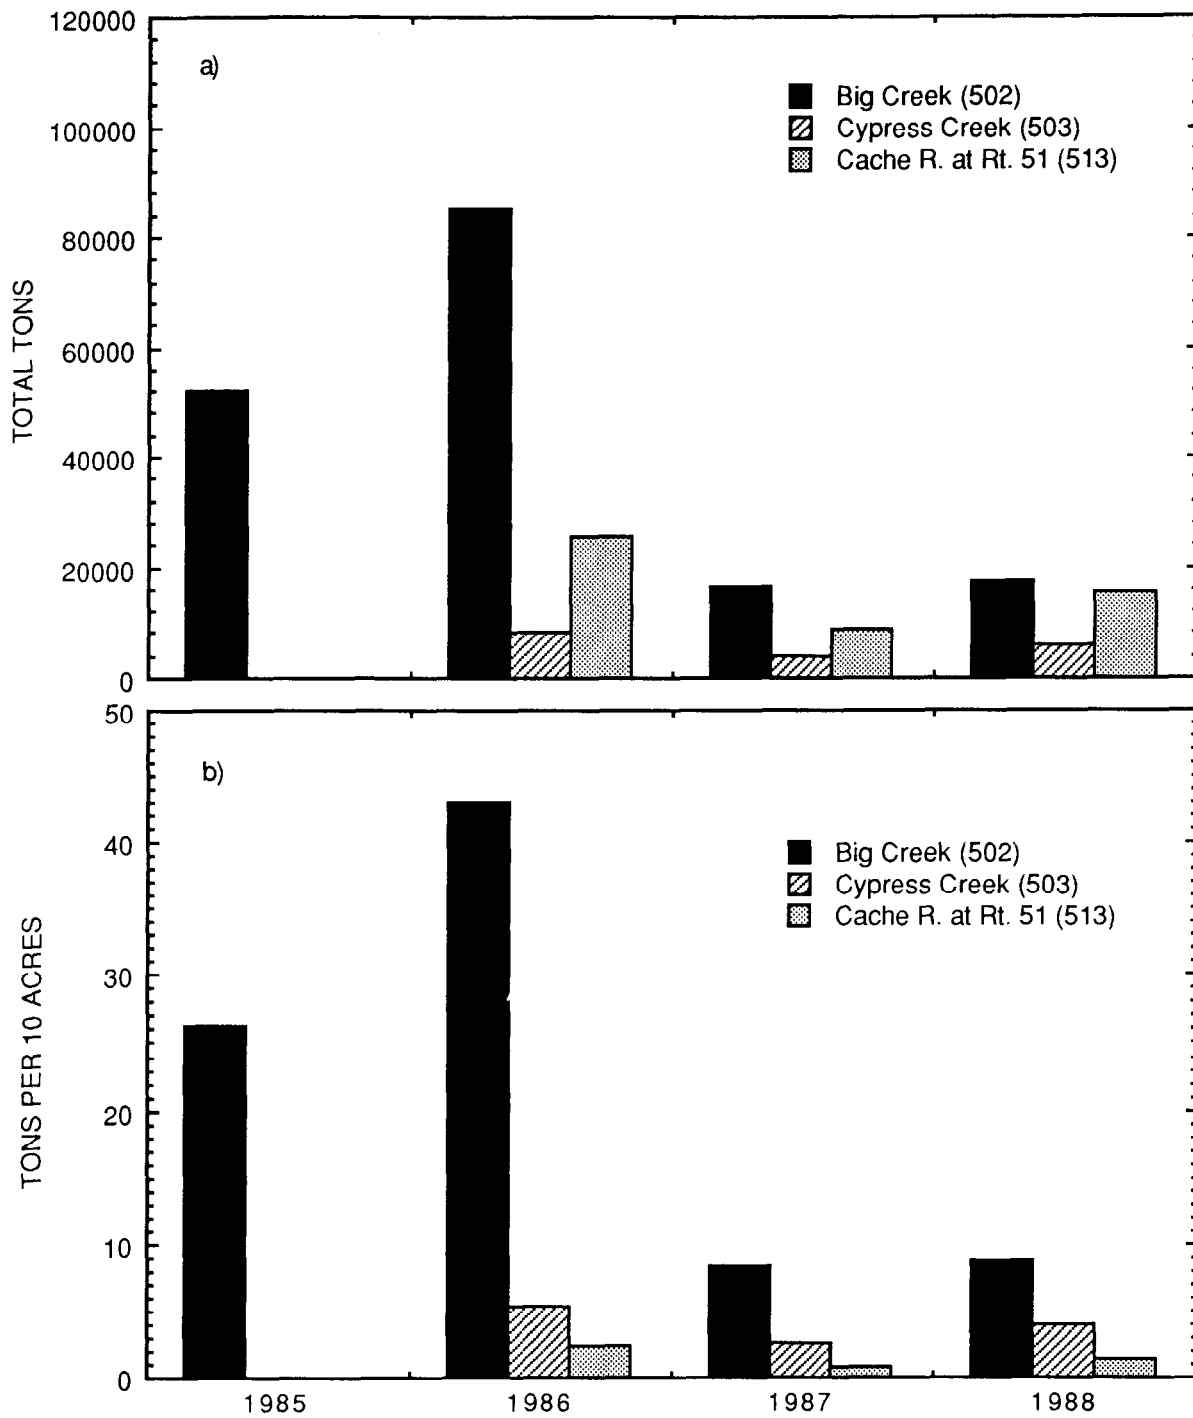 120000
a)
Big Creek (502)
100000
Cypress Creek (503)
Cache R. at Rt. 51 (513)
80000
TOTAL TONS
60000
40000
20000
0
50
b)
40
Big Creek (502)
Cypress Creek (503)
Cache R. at Rt. 51 (513)
30
TONS PER 10 ACRES
20
10
0
1985 1986 1987 1988